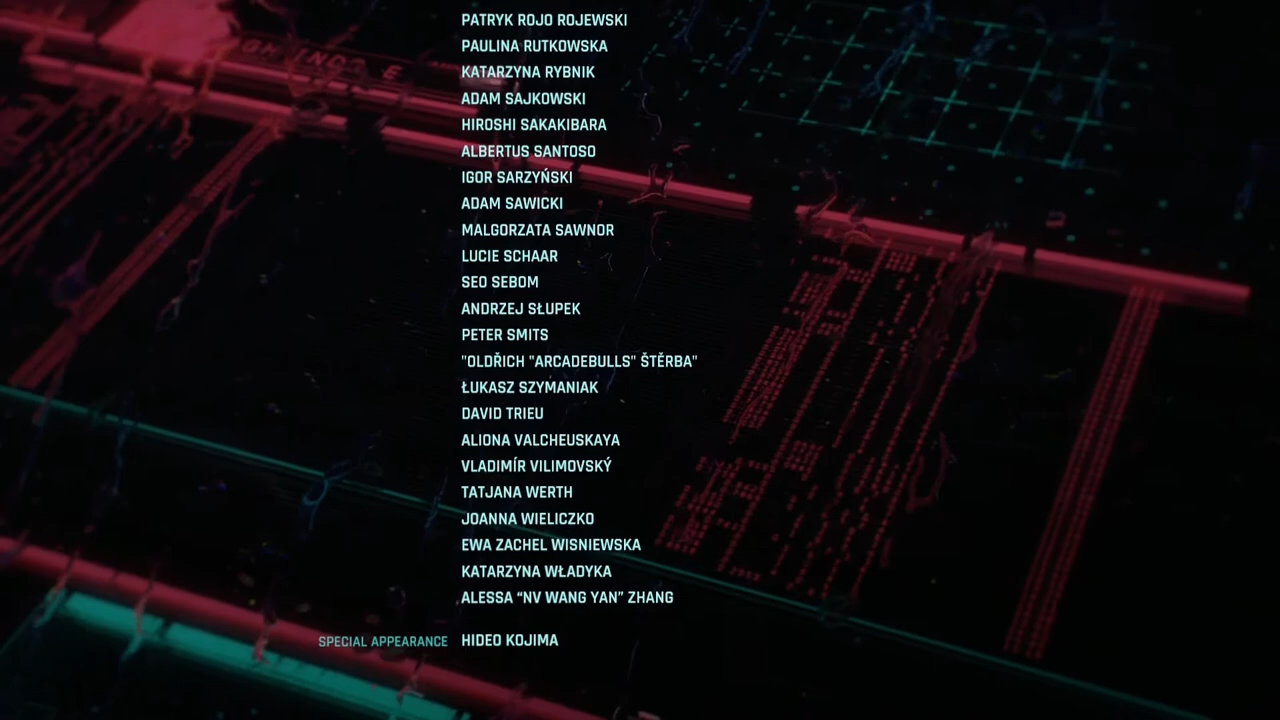 PATRYK ROJO ROJEWSKI
PAULINA RUTKOWSKA
KATARZYNA RYBNIK
ADAM SAJKOWSKI
HIROSHI SAKAKIBARA
ALBERTUS SANTOSO
IGOR SARZYŃSKI
ADAM SAWICKI
MALGORZATA SAWNOR
LUCIE SCHAAR
SEO SEBOM
ANDRZEJ SŁUPEK
PETER SMITS
"OLDŘICH "ARCADEBULLS" ŠTĚRBA"
ŁUKASZ SZYMANIAK
DAVID TRIEU
ALIONA VALCHEUSKAYA
VLADIMÍR VILIMOVSKÝ
TATJANA WERTH
JOANNA WIELICZKO
EWA ZACHEL WISNIEWSKA
KATARZYNA WŁADYKA
ALESSA “NV WANG YAN” ZHANG
SPECIAL APPEARANCE HIDEO KOJIMA